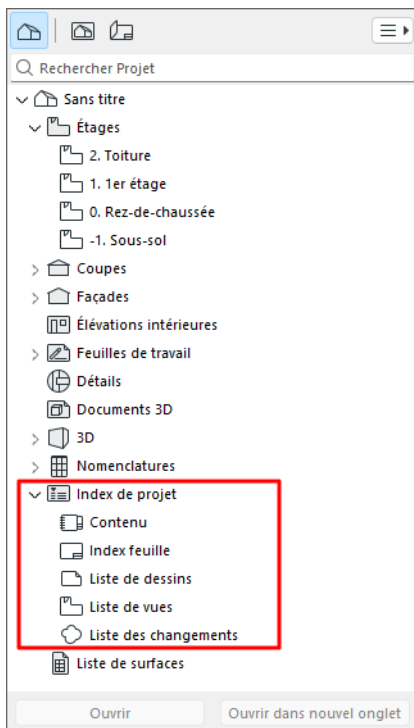 Rechercher Projet
Sans titre
Étages
2. Toiture
1. 1er étage
0. Rez-de-chaussée
-1. Sous-sol
Coupes
Façades
Élévations intérieures
Feuilles de travail
Détails
Documents 3D
3D
Nomenclatures
Index de projet
Contenu
Index feuille
Liste de dessins
Liste de vues
Liste des changements
Liste de surfaces
Ouvrir
Ouvrir dans nouvel onglet